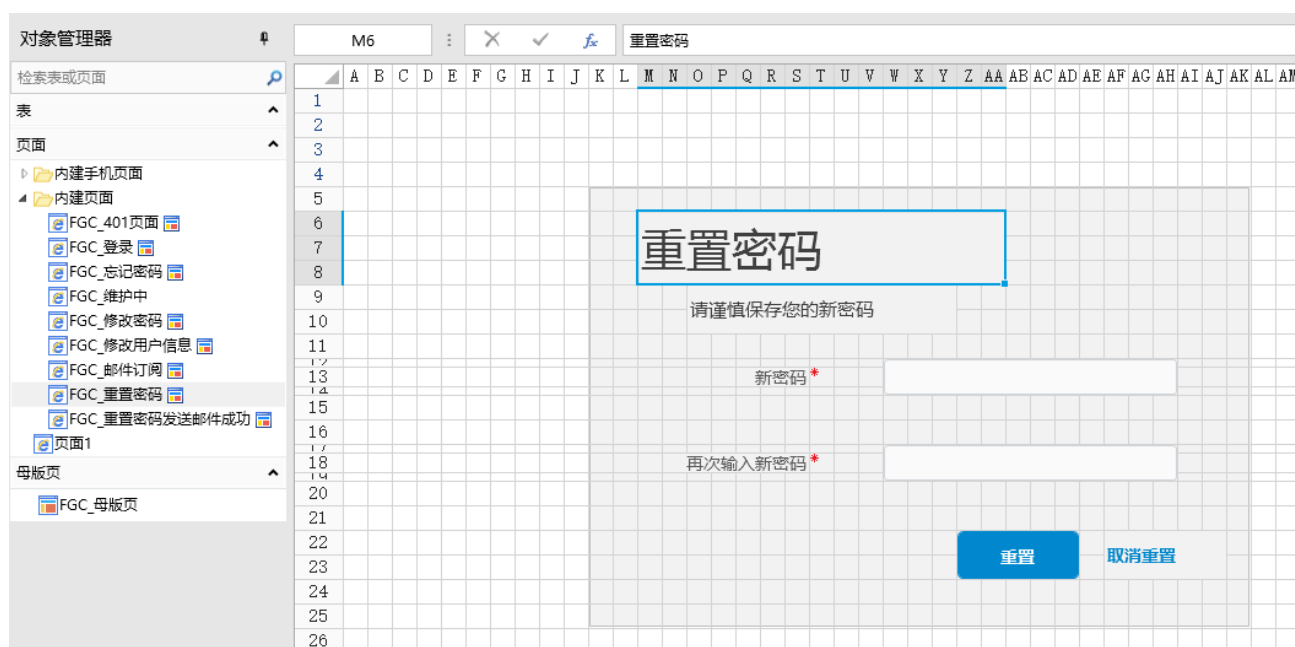 对象管理器
M6
重置密码
检索表或页面
A B C D E F G H I J K L M N O P Q R S T U V W X Y Z AA AB AC AD AE AF AG AH AI AJ AK AL AM
表
页面
内建手机页面
内建页面
FGC_401页面
FGC_登录
FGC_忘记密码
FGC_维护中
FGC_修改密码
FGC_修改用户信息
FGC_邮件订阅
FGC_重置密码
FGC_重置密码发送邮件成功
页面1
母版页
FGC_母版页
1
2
3
4
5
6
7
8
9
10
11
12
13
14
15
16
17
18
19
20
21
22
23
24
25
26
重置密码
请谨慎保存您的新密码
新密码*
再次输入新密码*
重置 取消重置